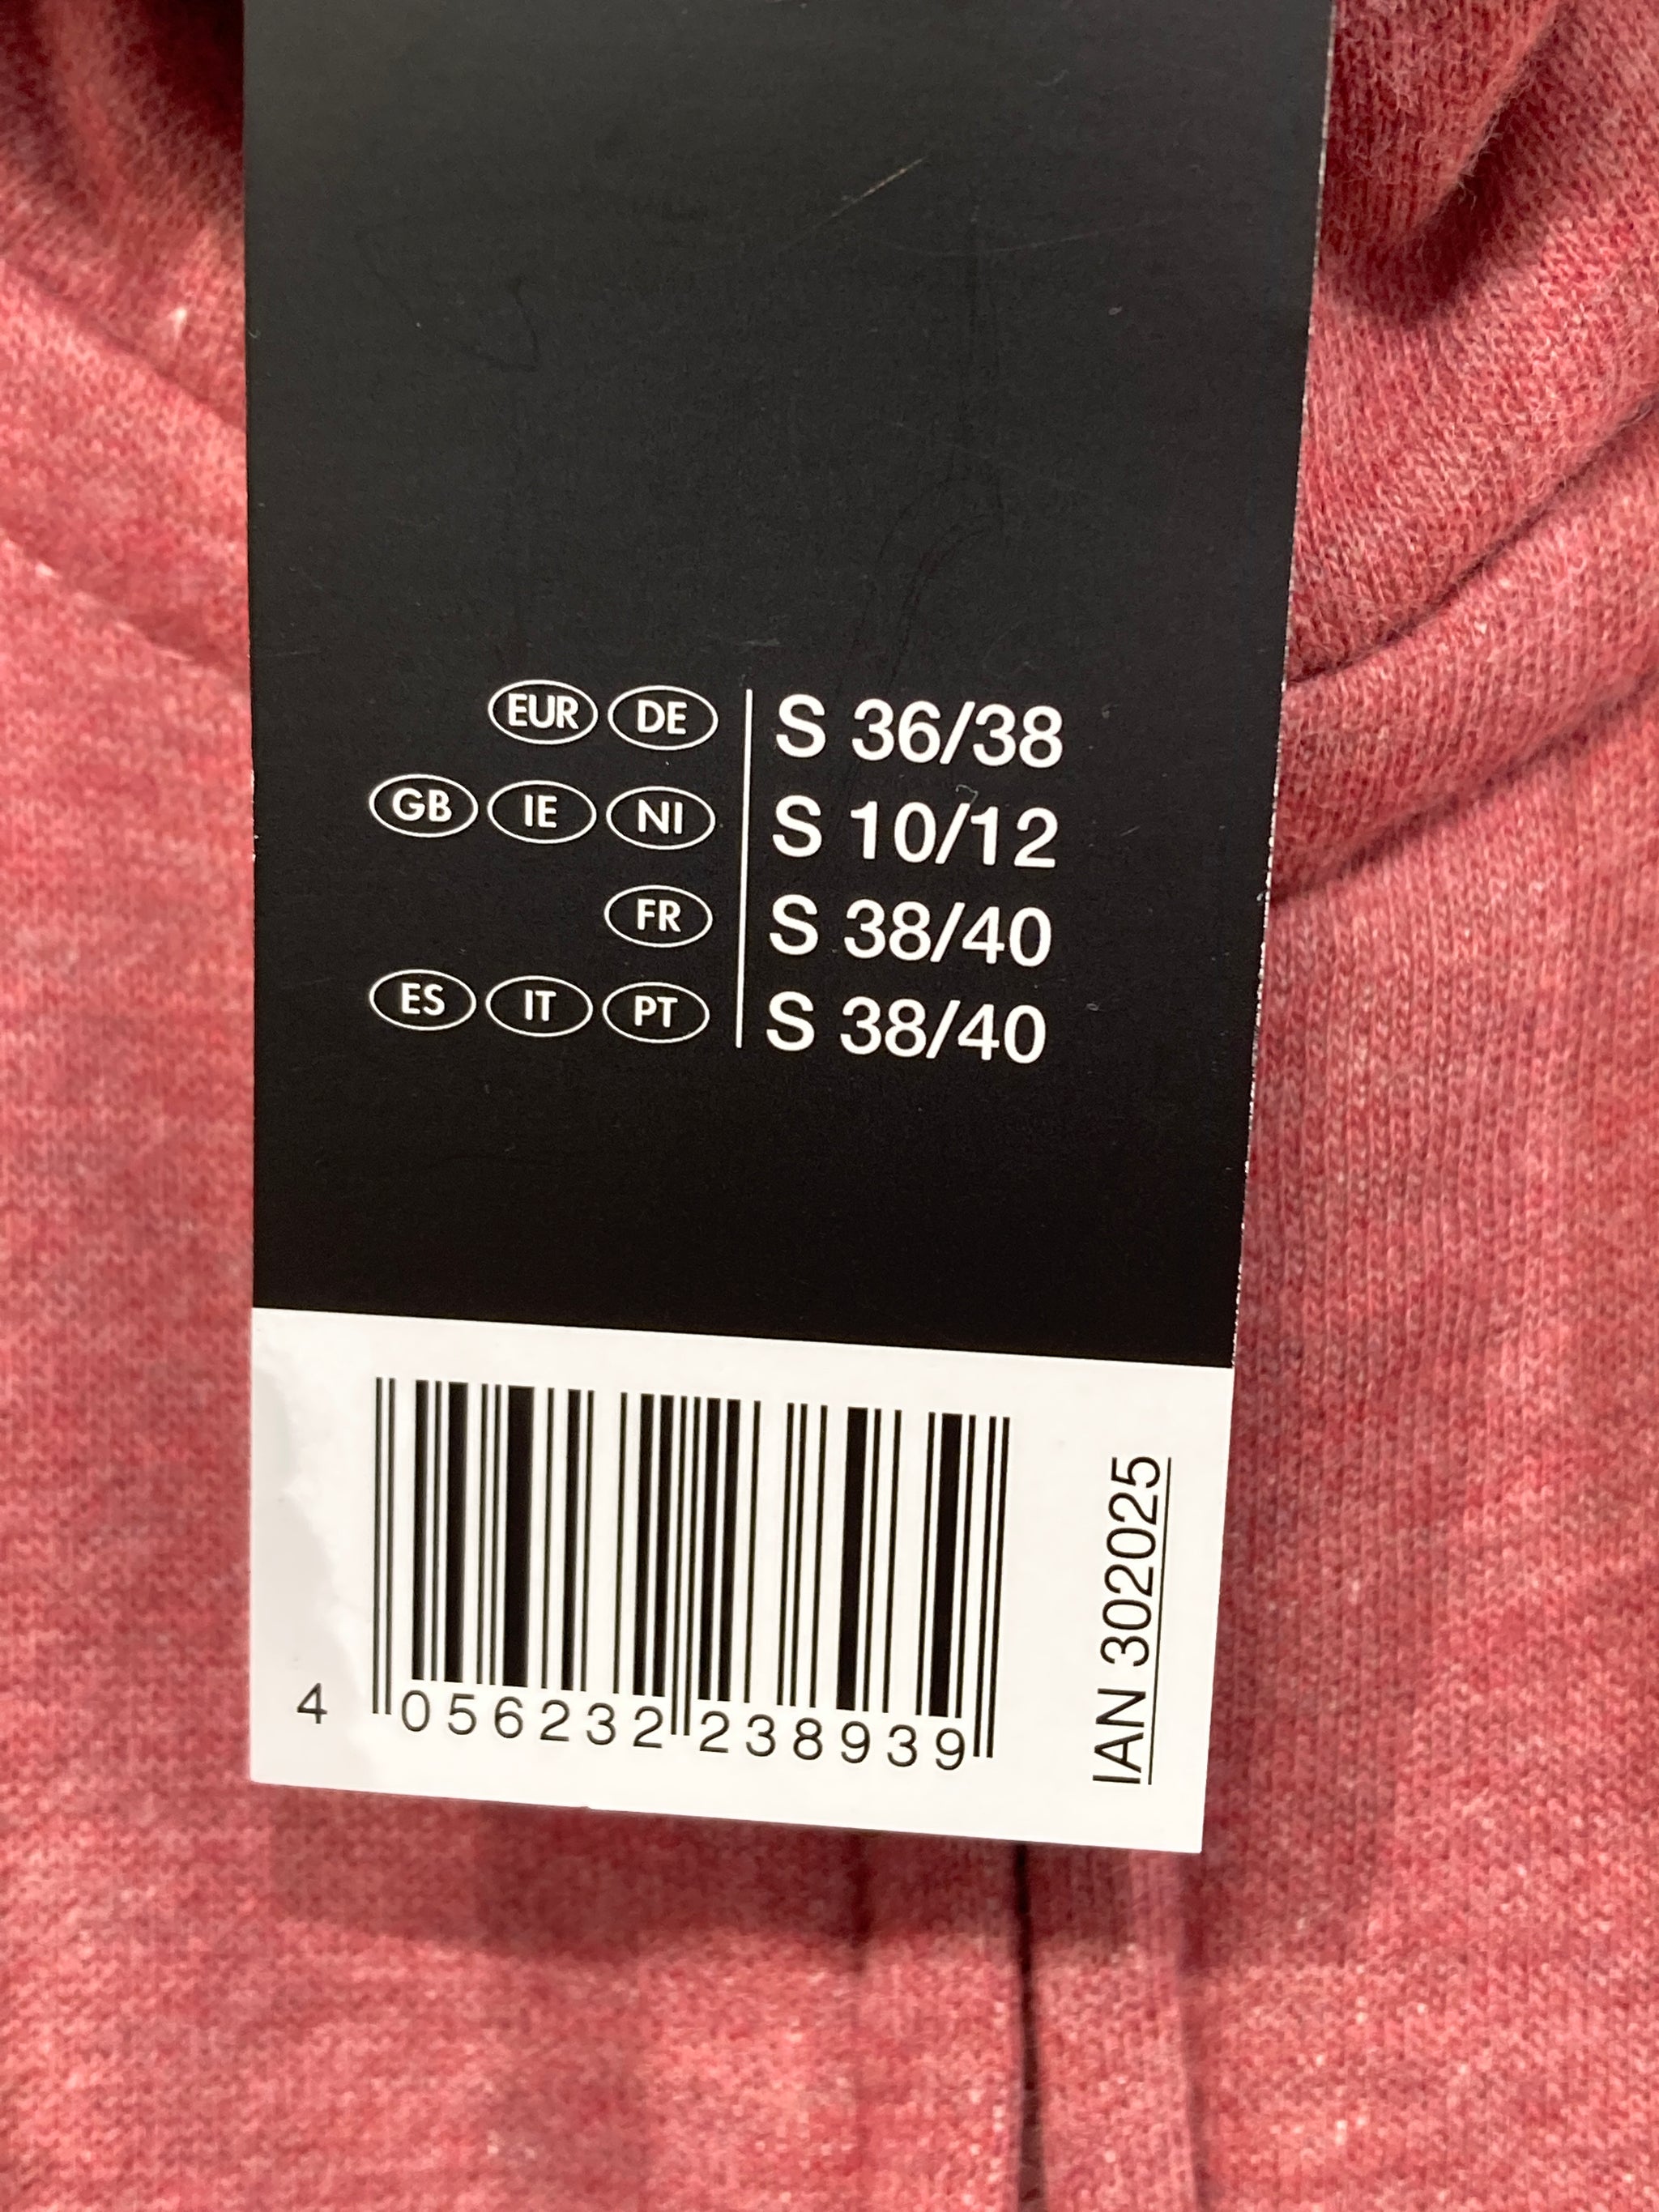 EUR DE S 36/38
GB IE NI S 10/12
FR S 38/40
ES IT PT S 38/40
4 056232 238939
IAN 302025